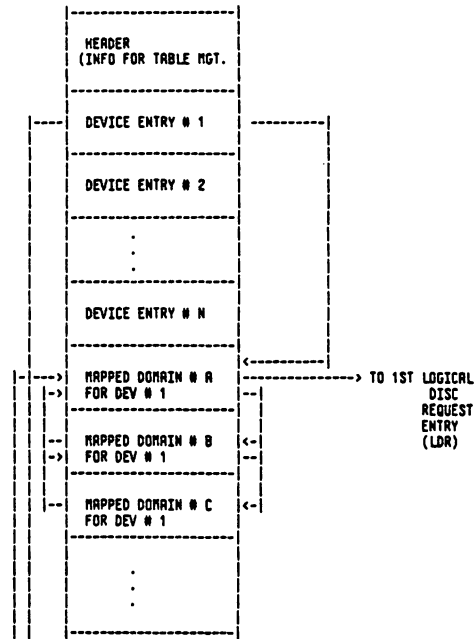 HEADER
(INFO FOR TABLE MGT.
DEVICE ENTRY # 1
DEVICE ENTRY # 2
.
.
.
DEVICE ENTRY # N
MAPPED DOMAIN # A
FOR DEV # 1
TO 1ST LOGICAL
DISC
REQUEST
ENTRY
(LDR)
MAPPED DOMAIN # B
FOR DEV # 1
MAPPED DOMAIN # C
FOR DEV # 1
.
.
.